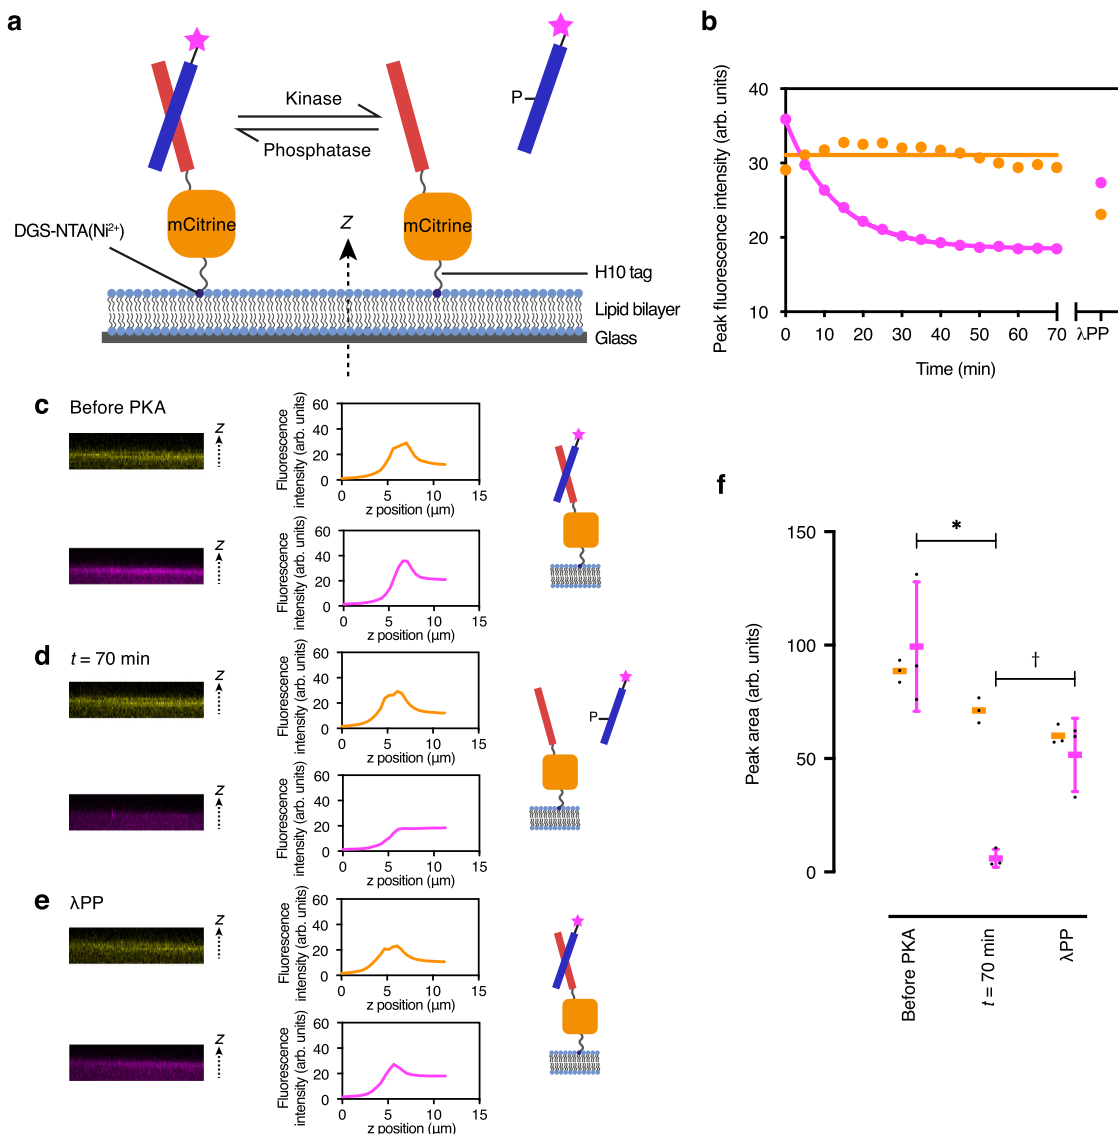 a
Kinase
Phosphatase
P
mCitrine
mCitrine
DGS-NTA(Ni²⁺)
Z
H10 tag
Lipid bilayer
Glass
b
Peak fluorescence intensity (arb. units)
40
30
20
10
0 10 20 30 40 50 60 70 λPP
Time (min)
c Before PKA
z
Fluorescence
intensity (arb. units)
60
40
20
0
0 5 10 15
z position (μm)
z
Fluorescence
intensity (arb. units)
60
40
20
0
0 5 10 15
z position (μm)
d t = 70 min
z
Fluorescence
intensity (arb. units)
60
40
20
0
0 5 10 15
z position (μm)
P
z
Fluorescence
intensity (arb. units)
60
40
20
0
0 5 10 15
z position (μm)
e λPP
z
Fluorescence
intensity (arb. units)
60
40
20
0
0 5 10 15
z position (μm)
z
Fluorescence
intensity (arb. units)
60
40
20
0
0 5 10 15
z position (μm)
f
Peak area (arb. units)
150
100
50
0
*
†
Before PKA
t = 70 min
λPP